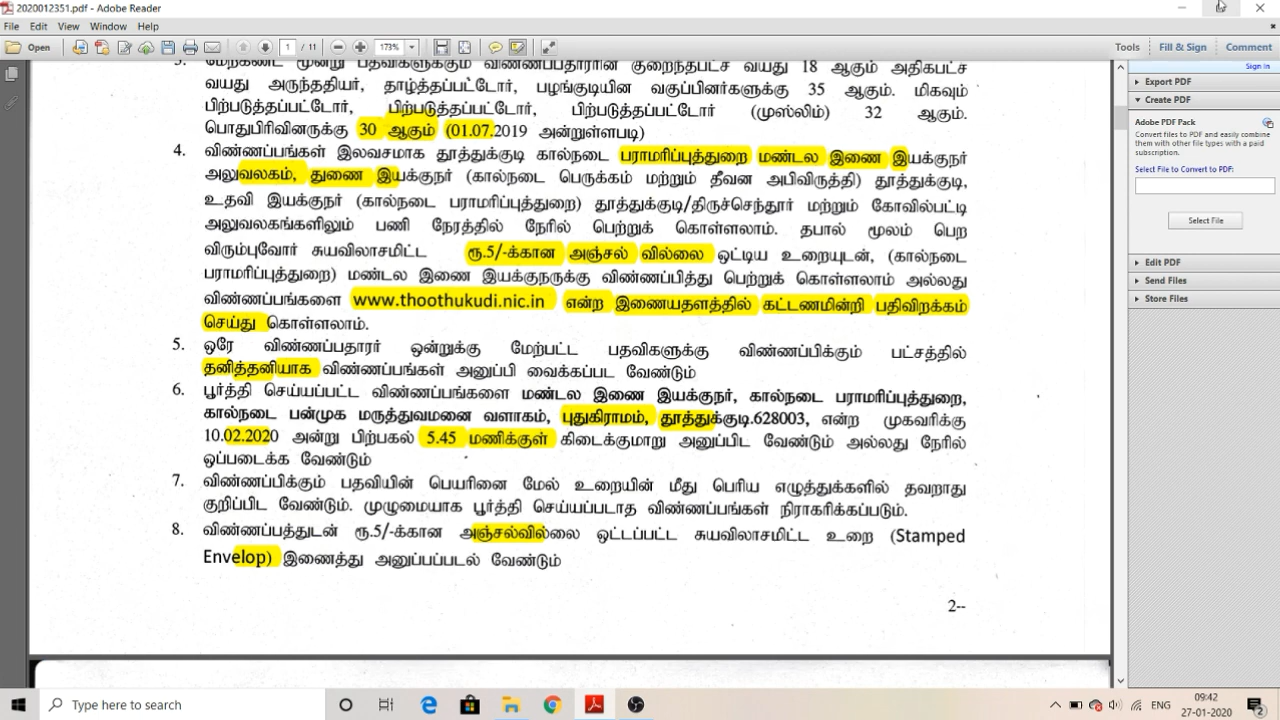 2020012351.pdf - Adobe Reader
File Edit View Window Help
Open 1 / 11 173% Tools Fill & Sign Comment
Sign In
Export PDF
Create PDF
Adobe PDF Pack
Convert files to PDF and easily combine
them with other file types with a paid
subscription.
Select File to Convert to PDF:
Select File
Edit PDF
Send Files
Store Files
மேற்கண்ட மூன்று பதவிகளுக்கும் விண்ணப்பதாரரின் குறைந்தபட்ச வயது 18 ஆகும் அதிகபட்ச
வயது அருந்ததியர், தாழ்த்தப்பட்டோர், பழங்குடியின வகுப்பினர்களுக்கு 35 ஆகும். மிகவும்
பிற்படுத்தப்பட்டோர், பிற்படுத்தப்பட்டோர், பிற்படுத்தப்பட்டோர் (முஸ்லிம்) 32 ஆகும்.
பொதுபிரிவினருக்கு 30 ஆகும் (01.07.2019 அன்றுள்ளபடி)
4. விண்ணப்பங்கள் இலவசமாக தூத்துக்குடி கால்நடை பராமரிப்புத்துறை மண்டல இணை இயக்குநர்
அலுவலகம், துணை இயக்குநர் (கால்நடை பெருக்கம் மற்றும் தீவன அபிவிருத்தி) தூத்துக்குடி,
உதவி இயக்குநர் (கால்நடை பராமரிப்புத்துறை) தூத்துக்குடி/திருச்செந்தூர் மற்றும் கோவில்பட்டி
அலுவலகங்களிலும் பணி நேரத்தில் நேரில் பெற்றுக் கொள்ளலாம். தபால் மூலம் பெற
விரும்புவோர் சுயவிலாசமிட்ட ரூ.5/-க்கான அஞ்சல் வில்லை ஒட்டிய உறையுடன், (கால்நடை
பராமரிப்புத்துறை) மண்டல இணை இயக்குநருக்கு விண்ணப்பித்து பெற்றுக் கொள்ளலாம் அல்லது
விண்ணப்பங்களை www.thoothukudi.nic.in என்ற இணையதளத்தில் கட்டணமின்றி பதிவிறக்கம்
செய்து கொள்ளலாம்.
5. ஒரே விண்ணப்பதாரர் ஒன்றுக்கு மேற்பட்ட பதவிகளுக்கு விண்ணப்பிக்கும் பட்சத்தில்
தனித்தனியாக விண்ணப்பங்கள் அனுப்பி வைக்கப்பட வேண்டும்
6. பூர்த்தி செய்யப்பட்ட விண்ணப்பங்களை மண்டல இணை இயக்குநர், கால்நடை பராமரிப்புத்துறை,
கால்நடை பன்முக மருத்துவமனை வளாகம், புதுகிராமம், தூத்துக்குடி.628003, என்ற முகவரிக்கு
10.02.2020 அன்று பிற்பகல் 5.45 மணிக்குள் கிடைக்குமாறு அனுப்பிட வேண்டும் அல்லது நேரில்
ஒப்படைக்க வேண்டும்
7. விண்ணப்பிக்கும் பதவியின் பெயரினை மேல் உறையின் மீது பெரிய எழுத்துக்களில் தவறாது
குறிப்பிட வேண்டும். முழுமையாக பூர்த்தி செய்யப்படாத விண்ணப்பங்கள் நிராகரிக்கப்படும்.
8. விண்ணப்பத்துடன் ரூ.5/-க்கான அஞ்சல்வில்லை ஒட்டப்பட்ட சுயவிலாசமிட்ட உறை (Stamped
Envelop) இணைத்து அனுப்பப்படல் வேண்டும்
2--
Type here to search
ENG
09:42
27-01-2020
2